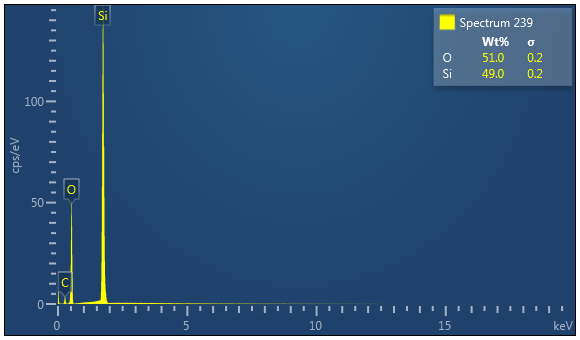 Si
Spectrum 239
Wt% σ
O 51.0 0.2
Si 49.0 0.2
100
cps/eV
O
50
C
0
0 5 10 15 keV